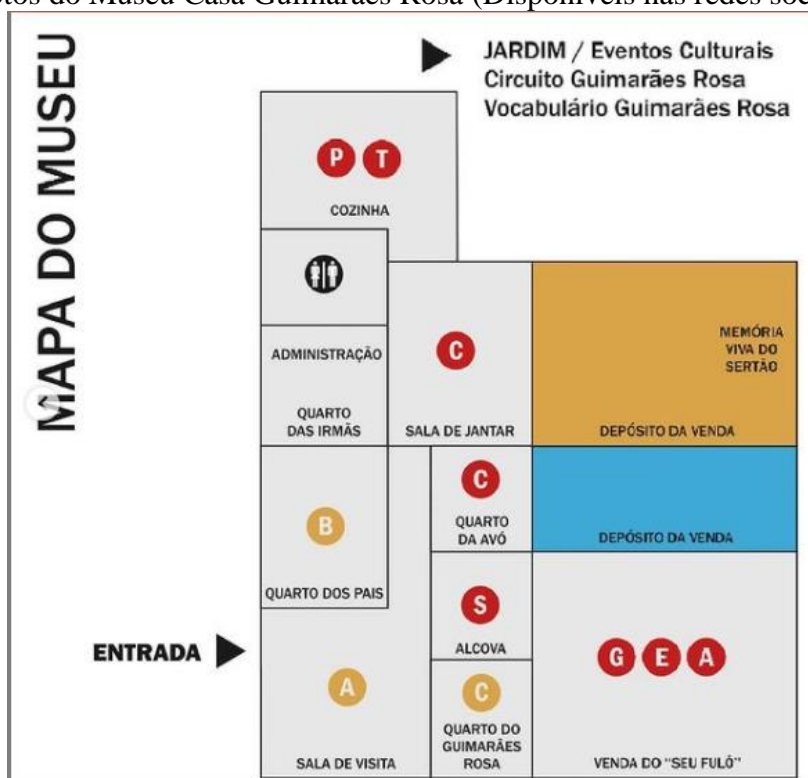 MAPA DO MUSEU
JARDIM / Eventos Culturais
Circuito Guimarães Rosa
Vocabulário Guimarães Rosa
P T
COZINHA
ADMINISTRAÇÃO
QUARTO
DAS IRMÃS
C
SALA DE JANTAR
MEMÓRIA
VIVA DO
SERTÃO
DEPÓSITO DA VENDA
B
QUARTO DOS PAIS
C
QUARTO
DA AVÓ
DEPÓSITO DA VENDA
S
ALCOVA
ENTRADA
A
SALA DE VISITA
C
QUARTO DO
GUIMARÃES
ROSA
G E A
VENDA DO "SEU FULÔ"